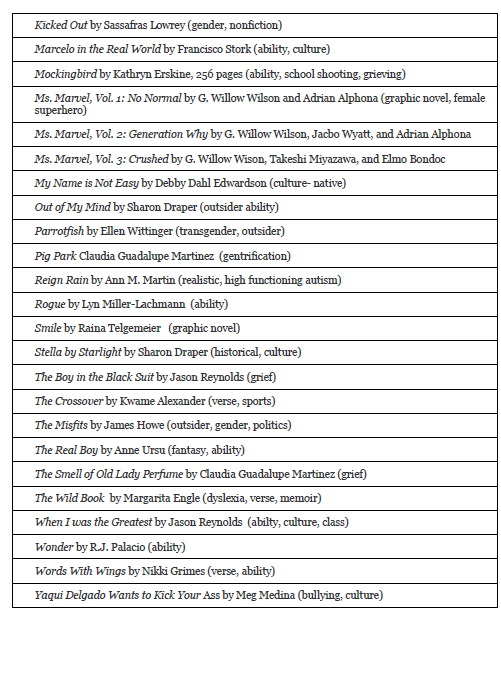 Kicked Out by Sassafras Lowrey (gender, nonfiction)
Marcelo in the Real World by Francisco Stork (ability, culture)
Mockingbird by Kathryn Erskine, 256 pages (ability, school shooting, grieving)
Ms. Marvel, Vol. 1: No Normal by G. Willow Wilson and Adrian Alphona (graphic novel, female
superhero)
Ms. Marvel, Vol. 2: Generation Why by G. Willow Wilson, Jacbo Wyatt, and Adrian Alphona
Ms. Marvel, Vol. 3: Crushed by G. Willow Wison, Takeshi Miyazawa, and Elmo Bondoc
My Name is Not Easy by Debby Dahl Edwardson (culture- native)
Out of My Mind by Sharon Draper (outsider ability)
Parrotfish by Ellen Wittinger (transgender, outsider)
Pig Park Claudia Guadalupe Martinez (gentrification)
Reign Rain by Ann M. Martin (realistic, high functioning autism)
Rogue by Lyn Miller-Lachmann (ability)
Smile by Raina Telgemeier (graphic novel)
Stella by Starlight by Sharon Draper (historical, culture)
The Boy in the Black Suit by Jason Reynolds (grief)
The Crossover by Kwame Alexander (verse, sports)
The Misfits by James Howe (outsider, gender, politics)
The Real Boy by Anne Ursu (fantasy, ability)
The Smell of Old Lady Perfume by Claudia Guadalupe Martinez (grief)
The Wild Book by Margarita Engle (dyslexia, verse, memoir)
When I was the Greatest by Jason Reynolds (abilty, culture, class)
Wonder by R.J. Palacio (ability)
Words With Wings by Nikki Grimes (verse, ability)
Yaqui Delgado Wants to Kick Your Ass by Meg Medina (bullying, culture)